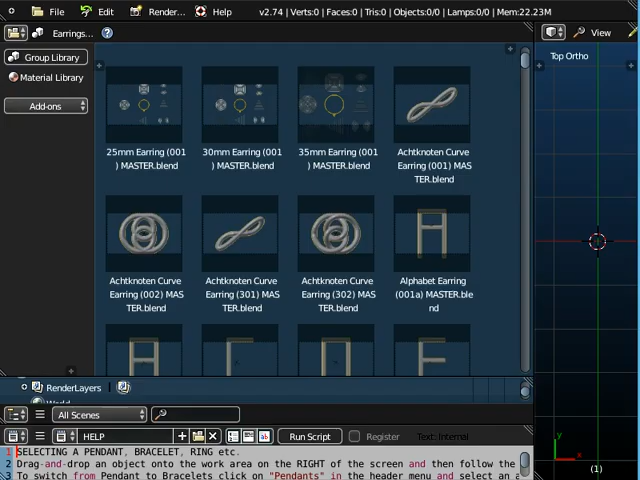 File Edit Render... Help v2.74 | Verts:0 | Faces:0 | Tris:0 | Objects:0/0 | Lamps:0/0 | Mem:22.23M
Earrings... View
Group Library
Material Library
Add-ons
Top Ortho
25mm Earring (001
) MASTER.blend
30mm Earring (001
) MASTER.blend
35mm Earring (001
) MASTER.blend
Achtknoten Curve
Earring (001) MAS
TER.blend
Achtknoten Curve
Earring (002) MAS
TER.blend
Achtknoten Curve
Earring (301) MAS
TER.blend
Achtknoten Curve
Earring (302) MAS
TER.blend
Alphabet Earring
(001a) MASTER.ble
nd
RenderLayers
All Scenes
HELP Run Script Register Text: Internal
1 SELECTING A PENDANT, BRACELET, RING etc.
2 Drag-and-drop an object onto the work area on the RIGHT of the screen and then follow the
3 To switch from Pendant to Bracelets click on "Pendants" in the header menu and select an a
y
x
(1)